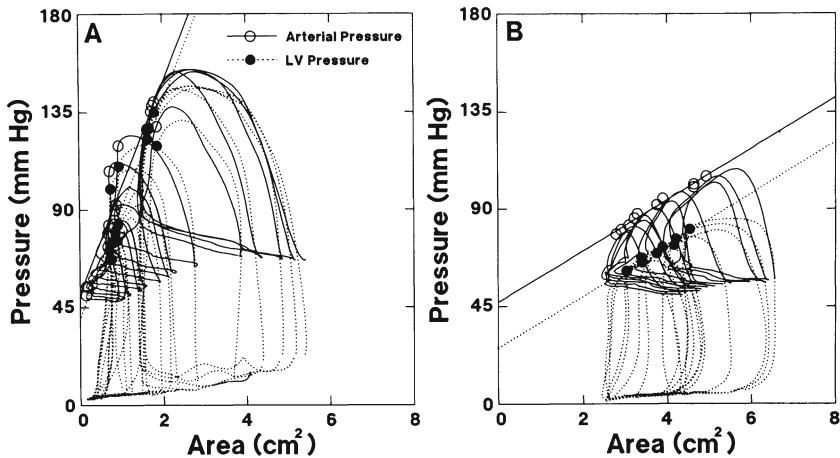 A
Arterial Pressure
LV Pressure
Pressure (mm Hg)
180
135
90
45
0
0 2 4 6 8
Area (cm²)
B
Pressure (mm Hg)
180
135
90
45
0
0 2 4 6 8
Area (cm²)